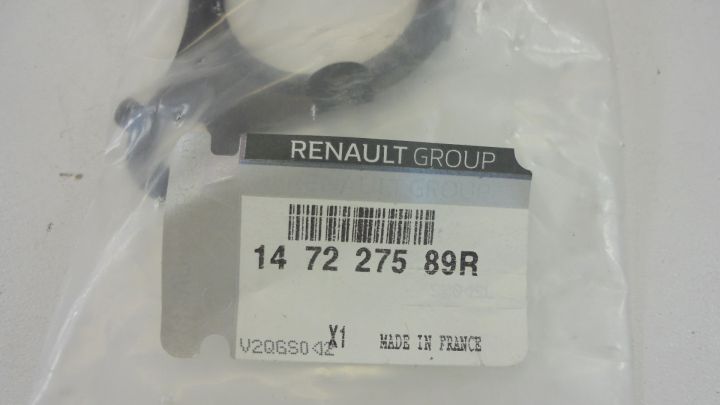 RENAULT GROUP
14 72 275 89R
X1 MADE IN FRANCE